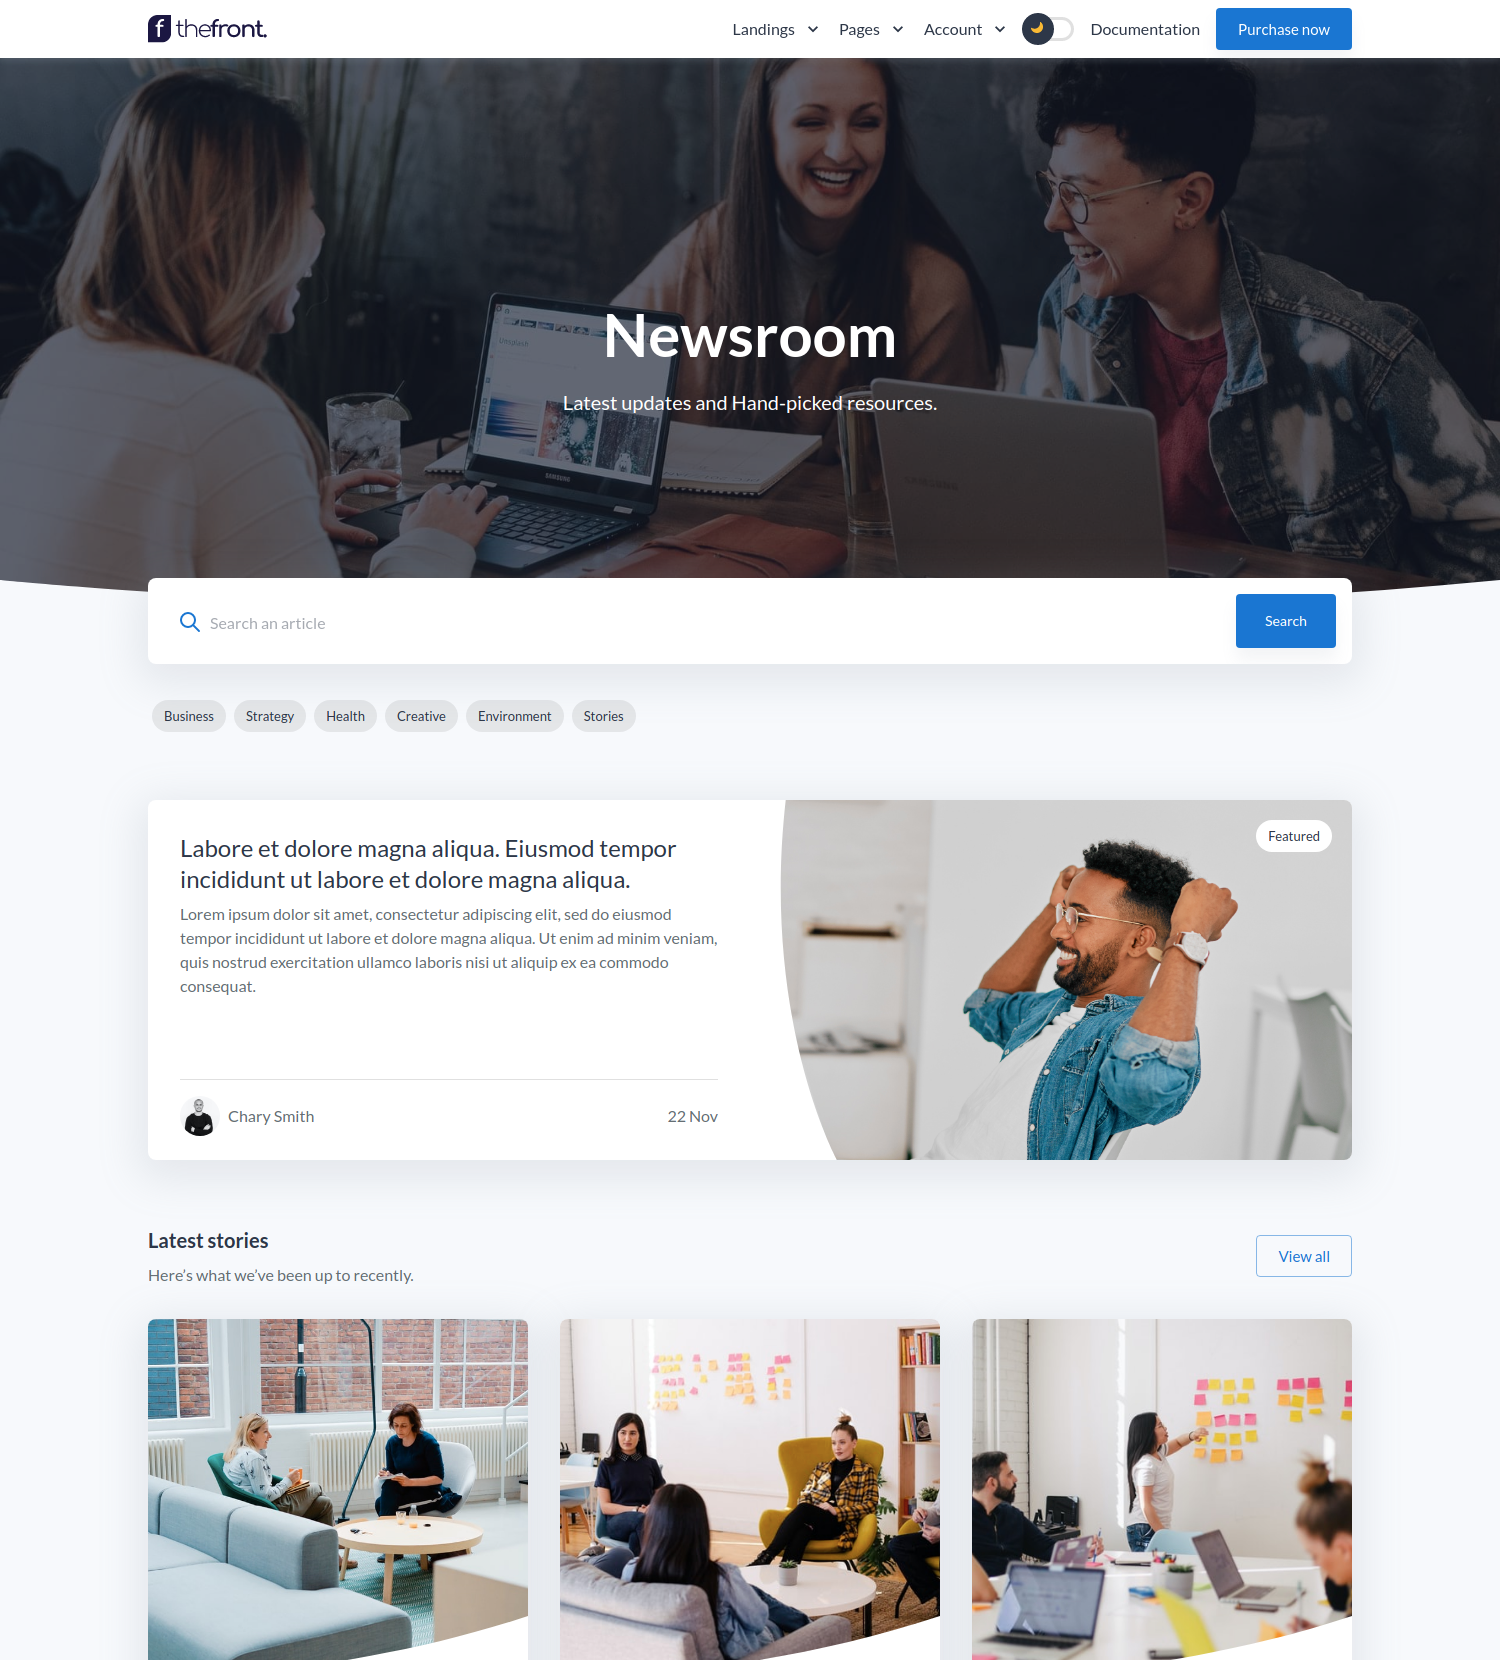 thefront.
Landings
Pages
Account
Documentation
Purchase now
Unsplash
SAMSUNG
Newsroom
Latest updates and Hand-picked resources.
Search an article
Search
Business
Strategy
Health
Creative
Environment
Stories
Featured
Labore et dolore magna aliqua. Eiusmod tempor
incididunt ut labore et dolore magna aliqua.
Lorem ipsum dolor sit amet, consectetur adipiscing elit, sed do eiusmod
tempor incididunt ut labore et dolore magna aliqua. Ut enim ad minim veniam,
quis nostrud exercitation ullamco laboris nisi ut aliquip ex ea commodo
consequat.
Chary Smith
22 Nov
Latest stories
Here’s what we’ve been up to recently.
View all